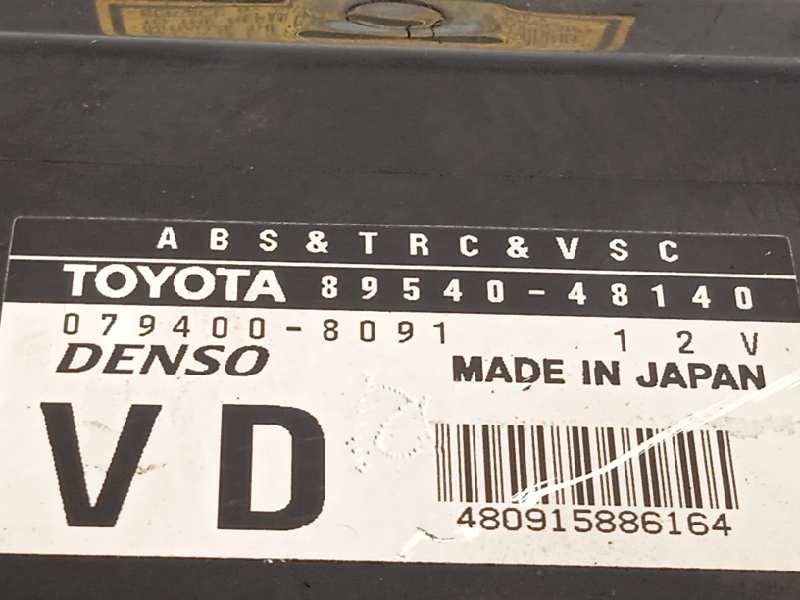 ABS&TRC&VSC
TOYOTA 89540-48140
079400-8091 12V
DENSO MADE IN JAPAN
VD
480915886164